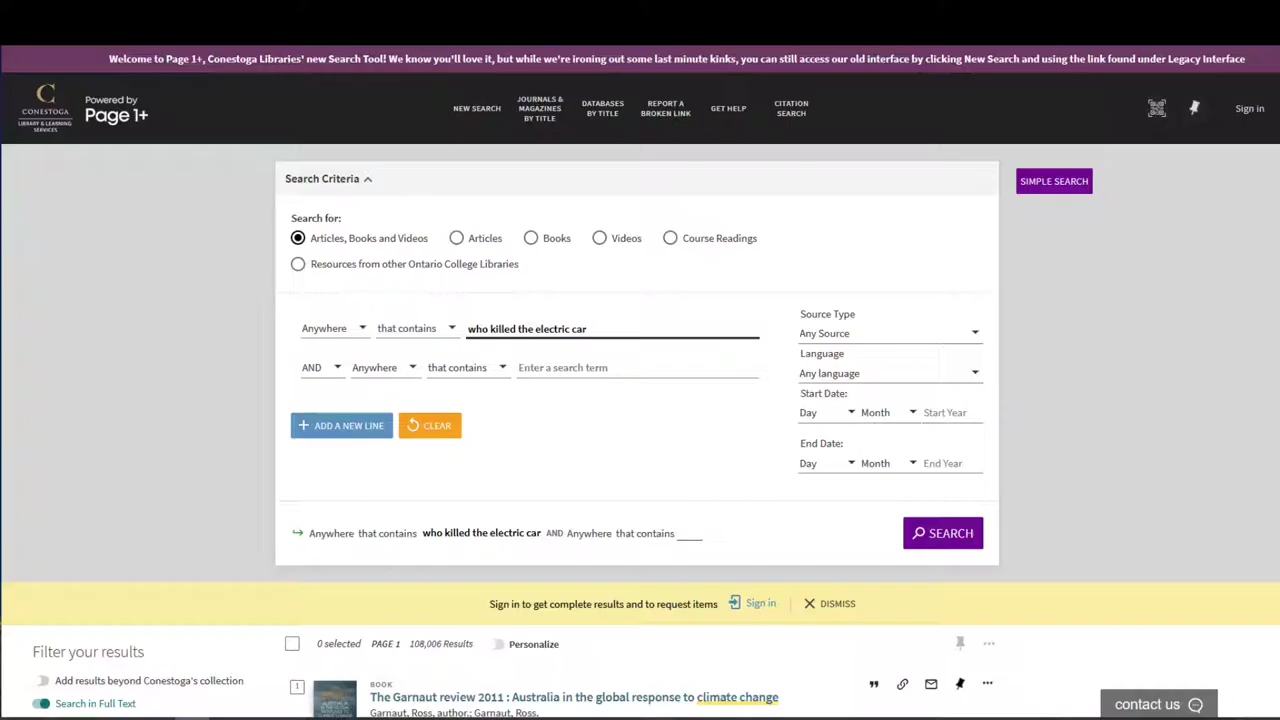 Welcome to Page 1+, Conestoga Libraries' new Search Tool! We know you'll love it, but while we're ironing out some last minute kinks, you can still access our old interface by clicking New Search and using the link found under Legacy Interface
C
CONESTOGA
LIBRARY & LEARNING
SERVICES
Powered by
Page 1+
NEW SEARCH
JOURNALS &
MAGAZINES
BY TITLE
DATABASES
BY TITLE
REPORT A
BROKEN LINK
GET HELP
CITATION
SEARCH
Sign in
Search Criteria
SIMPLE SEARCH
Search for:
Articles, Books and Videos Articles Books Videos Course Readings
Resources from other Ontario College Libraries
Anywhere that contains who killed the electric car
AND Anywhere that contains Enter a search term
+ ADD A NEW LINE CLEAR
Source Type
Any Source
Language
Any language
Start Date:
Day Month Start Year
End Date:
Day Month End Year
Anywhere that contains who killed the electric car AND Anywhere that contains ____
SEARCH
Sign in to get complete results and to request items Sign in DISMISS
Filter your results
Add results beyond Conestoga's collection
Search in Full Text
0 selected PAGE 1 108,006 Results Personalize
1
BOOK
The Garnaut review 2011 : Australia in the global response to climate change
Garnaut, Ross, author.; Garnaut, Ross.
contact us